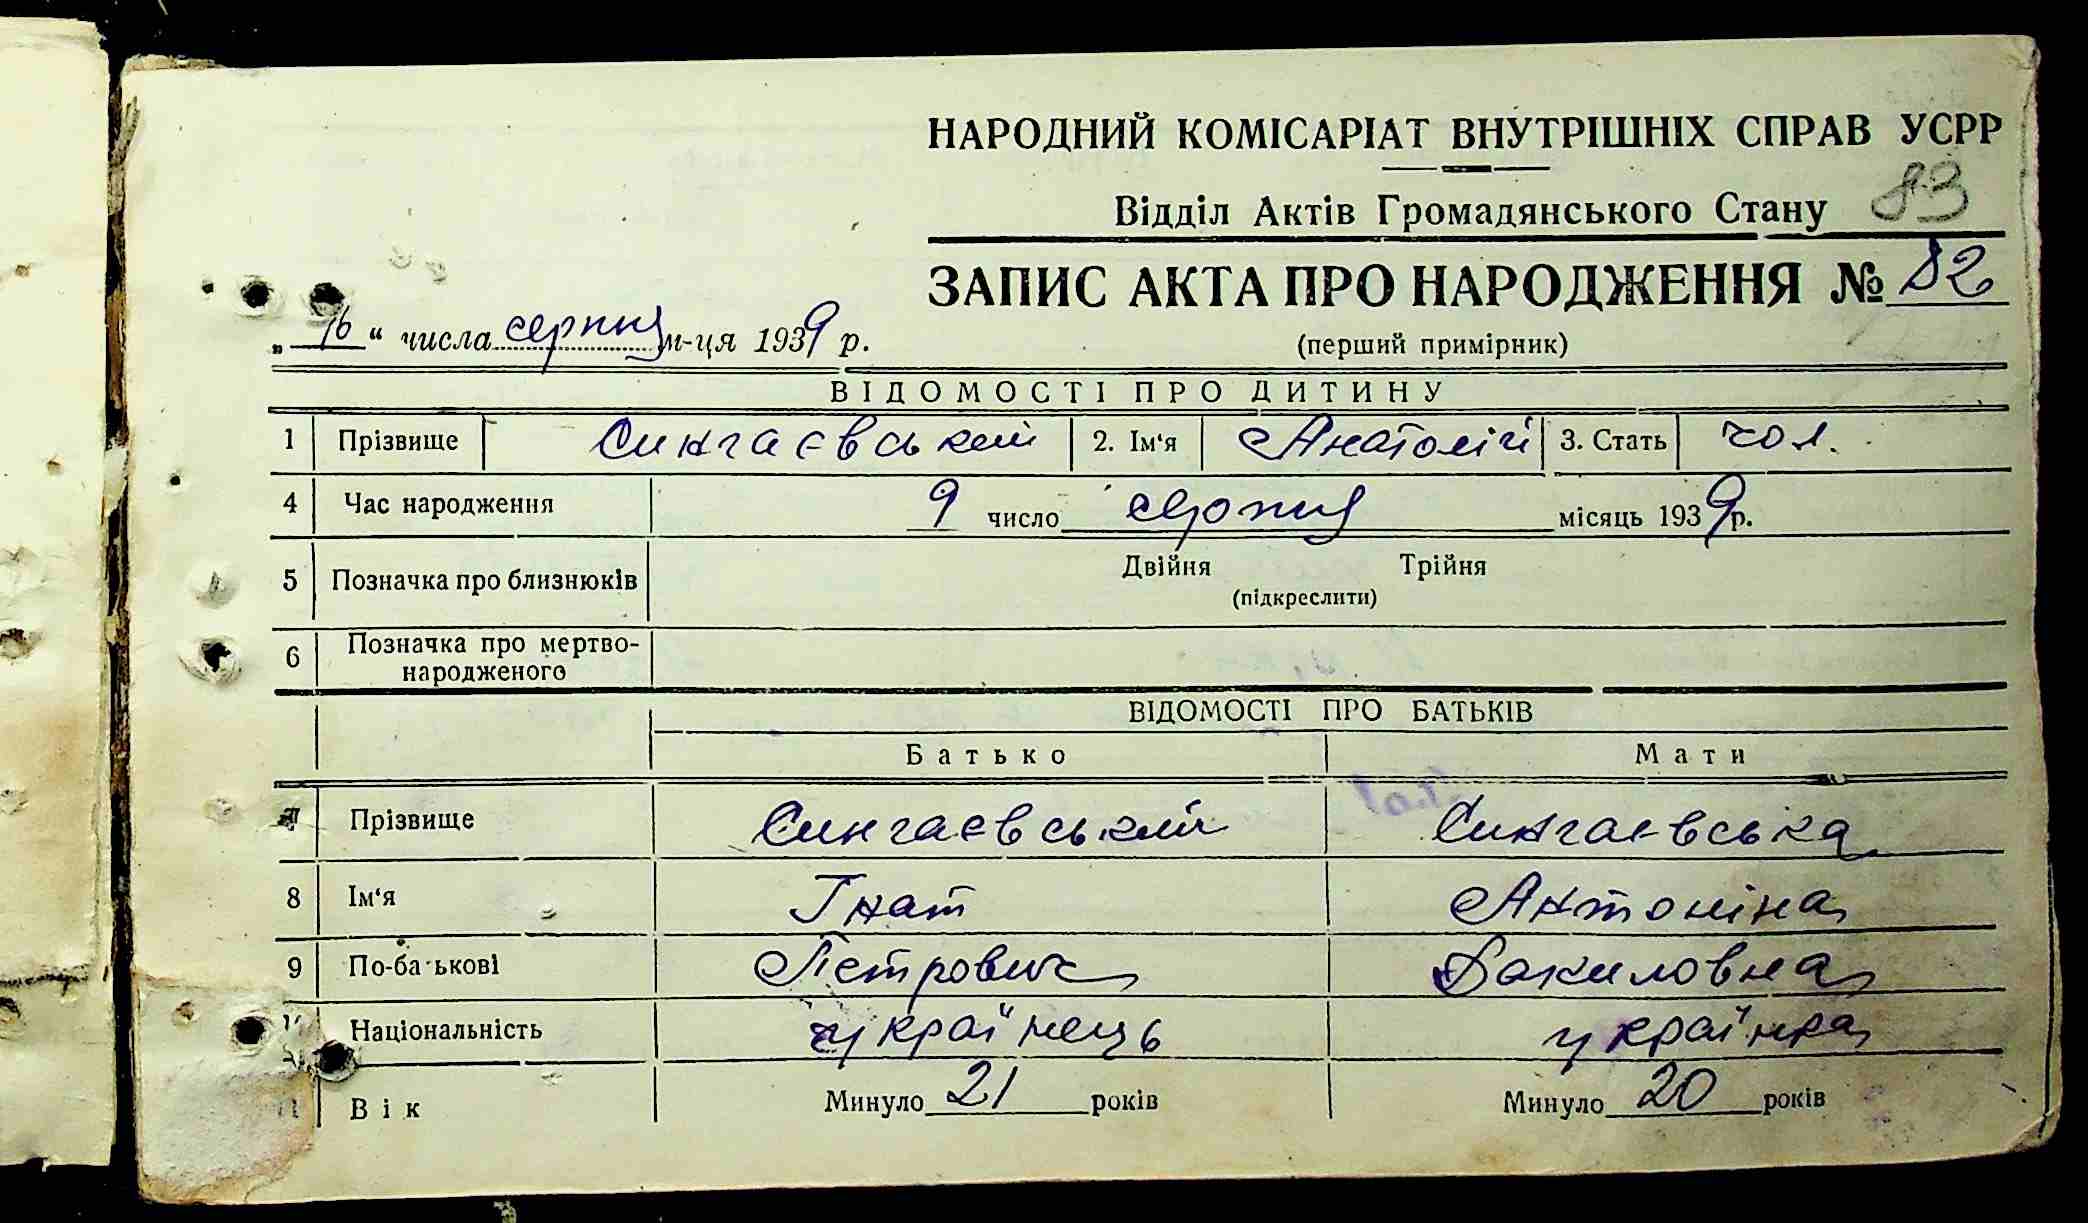 НАРОДНИЙ КОМІСАРІАТ ВНУТРІШНІХ СПРАВ УСРР
Відділ Актів Громадянського Стану 83
ЗАПИС АКТА ПРО НАРОДЖЕННЯ № 82
„16“ числа серпня м-ця 1939 р.
(перший примірник)
ВІДОМОСТІ ПРО ДИТИНУ
1 Прізвище Сингаєвський 2. Ім‘я Анатолій 3. Стать чол.
4 Час народження 9 число серпня місяць 1939 р.
5 Позначка про близнюків Двійня Трійня
(підкреслити)
6 Позначка про мертво-
народженого
ВІДОМОСТІ ПРО БАТЬКІВ
Батько Мати
7 Прізвище Сингаєвський Сингаєвська
8 Ім‘я Гнат Антоніна
9 По-батькові Петрович Даниловна
Національність українець українка
11 Вік Минуло 21 років Минуло 20 років